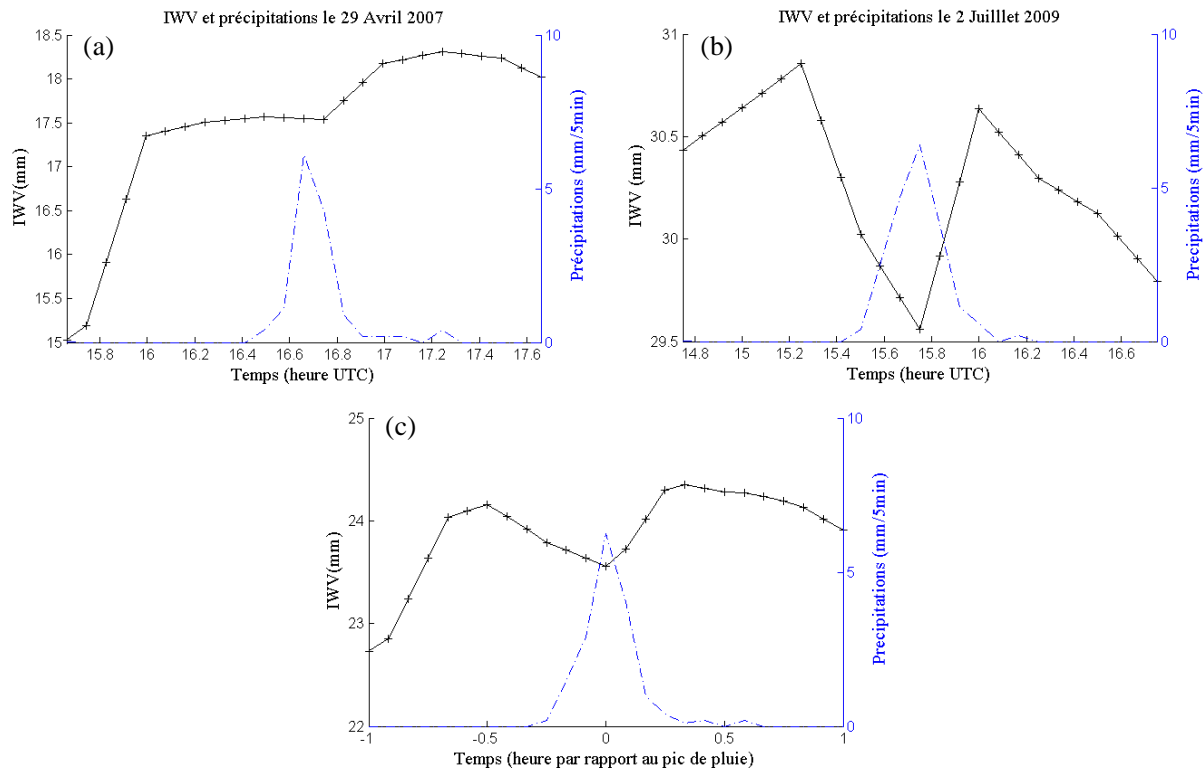 IWV et précipitations le 29 Avril 2007
(a)
IWV(mm)
18.5
18
17.5
17
16.5
16
15.5
15
10
5
0
Précipitations (mm/5min)
15.8 16 16.2 16.4 16.6 16.8 17 17.2 17.4 17.6
Temps (heure UTC)
IWV et précipitations le 2 Juilllet 2009
(b)
IWV (mm)
31
30.5
30
29.5
10
5
0
Precipitations (mm/5min)
14.8 15 15.2 15.4 15.6 15.8 16 16.2 16.4 16.6
Temps (heure UTC)
(c)
IWV(mm)
25
24
23
22
10
5
0
Precipitations (mm/5min)
-1 -0.5 0 0.5 1
Temps (heure par rapport au pic de pluie)